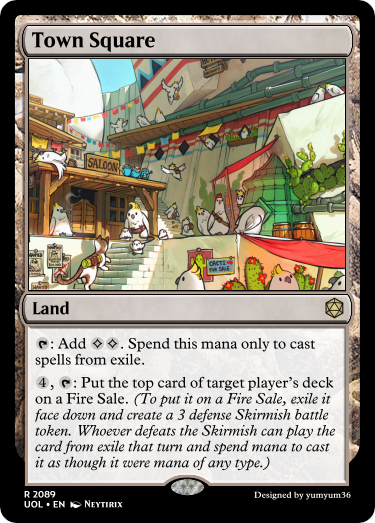 Town Square
SALOON
CACTI
FOR SALE
WANTED
Land
: Add . Spend this mana only to cast
spells from exile.
4, : Put the top card of target player's deck
on a Fire Sale. (To put it on a Fire Sale, exile it
face down and create a 3 defense Skirmish battle
token. Whoever defeats the Skirmish can play the
card from exile that turn and spend mana to cast
it as though it were mana of any type.)
R 2089
UOL • EN Neytirix
Designed by yumyum36